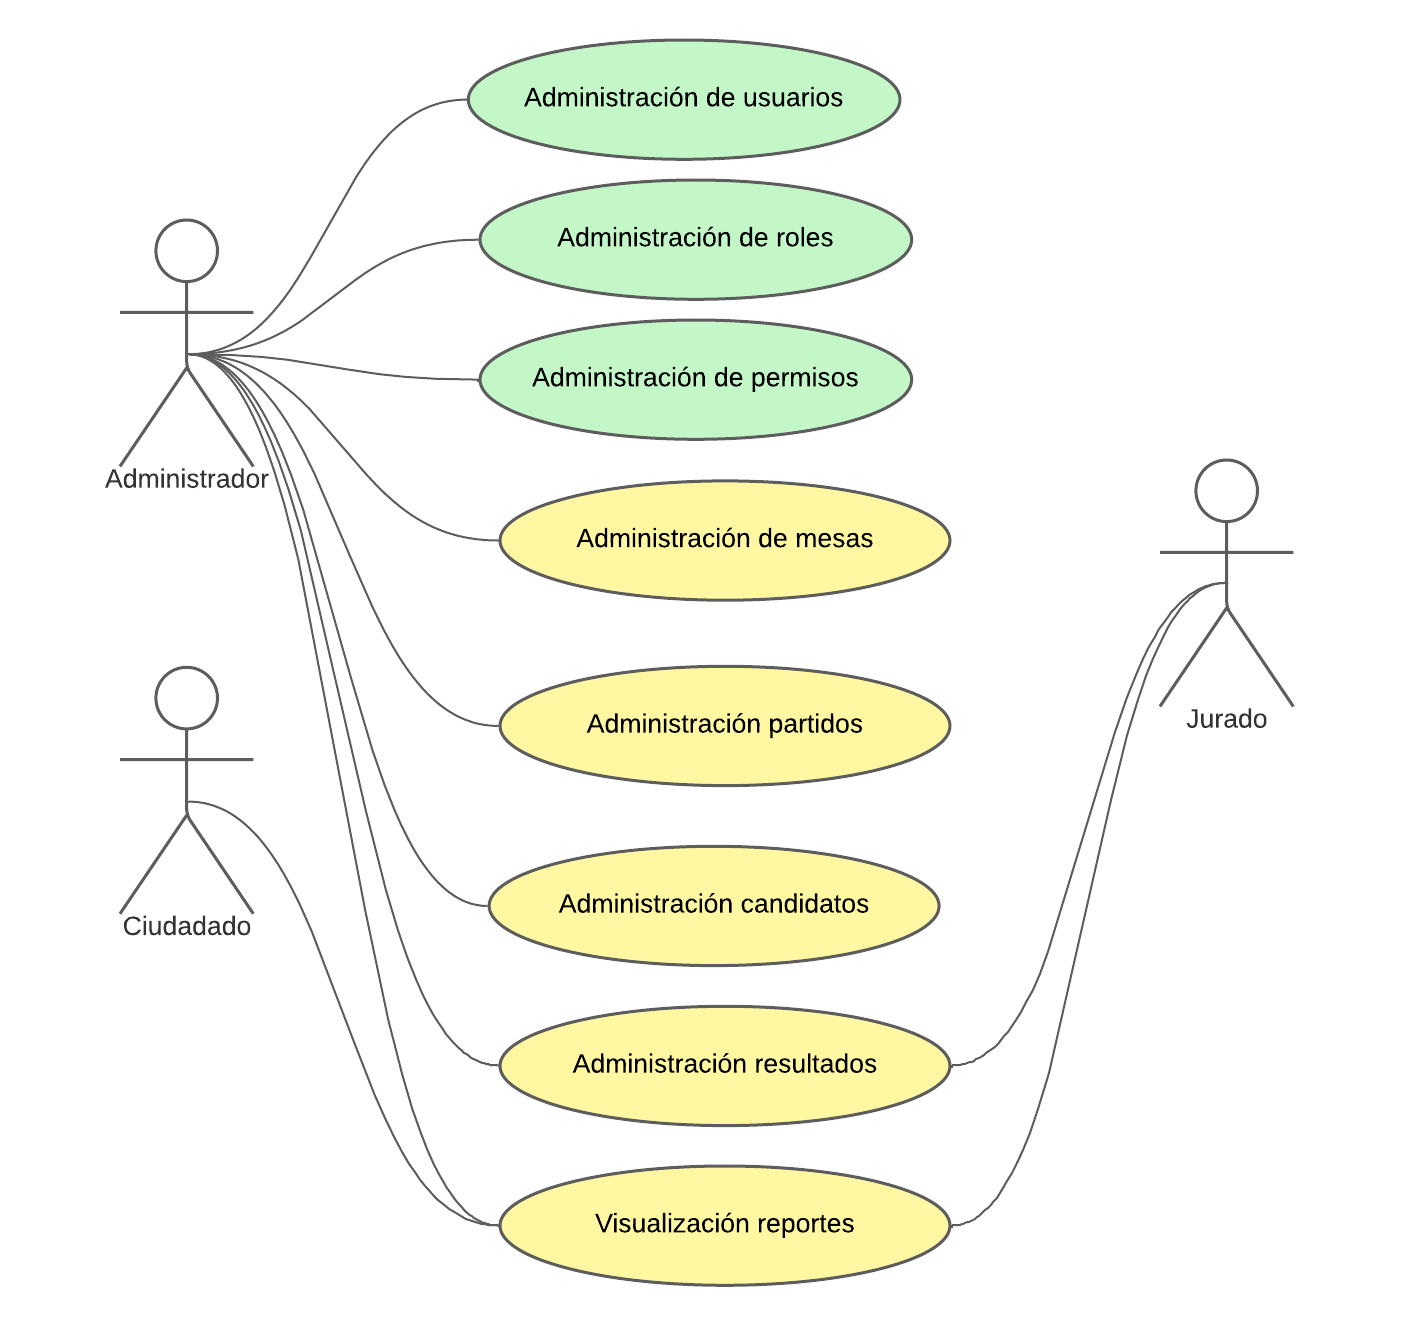 Administración de usuarios
Administración de roles
Administración de permisos
Administrador
Administración de mesas
Administración partidos
Jurado
Administración candidatos
Ciudadado
Administración resultados
Visualización reportes